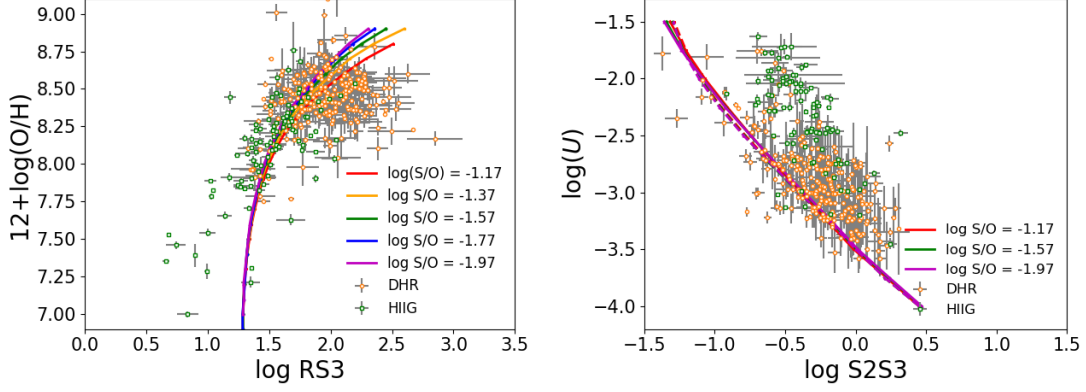 9.00
8.75
8.50
8.25
8.00
7.75
7.50
7.25
7.00
12+log(O/H)
log(S/O) = -1.17
log S/O = -1.37
log S/O = -1.57
log S/O = -1.77
log S/O = -1.97
DHR
HIIG
0.0 0.5 1.0 1.5 2.0 2.5 3.0 3.5
log RS3
−1.5
−2.0
−2.5
−3.0
−3.5
−4.0
log(U)
log S/O = -1.17
log S/O = -1.57
log S/O = -1.97
DHR
HIIG
−1.5 −1.0 −0.5 0.0 0.5 1.0 1.5
log S2S3